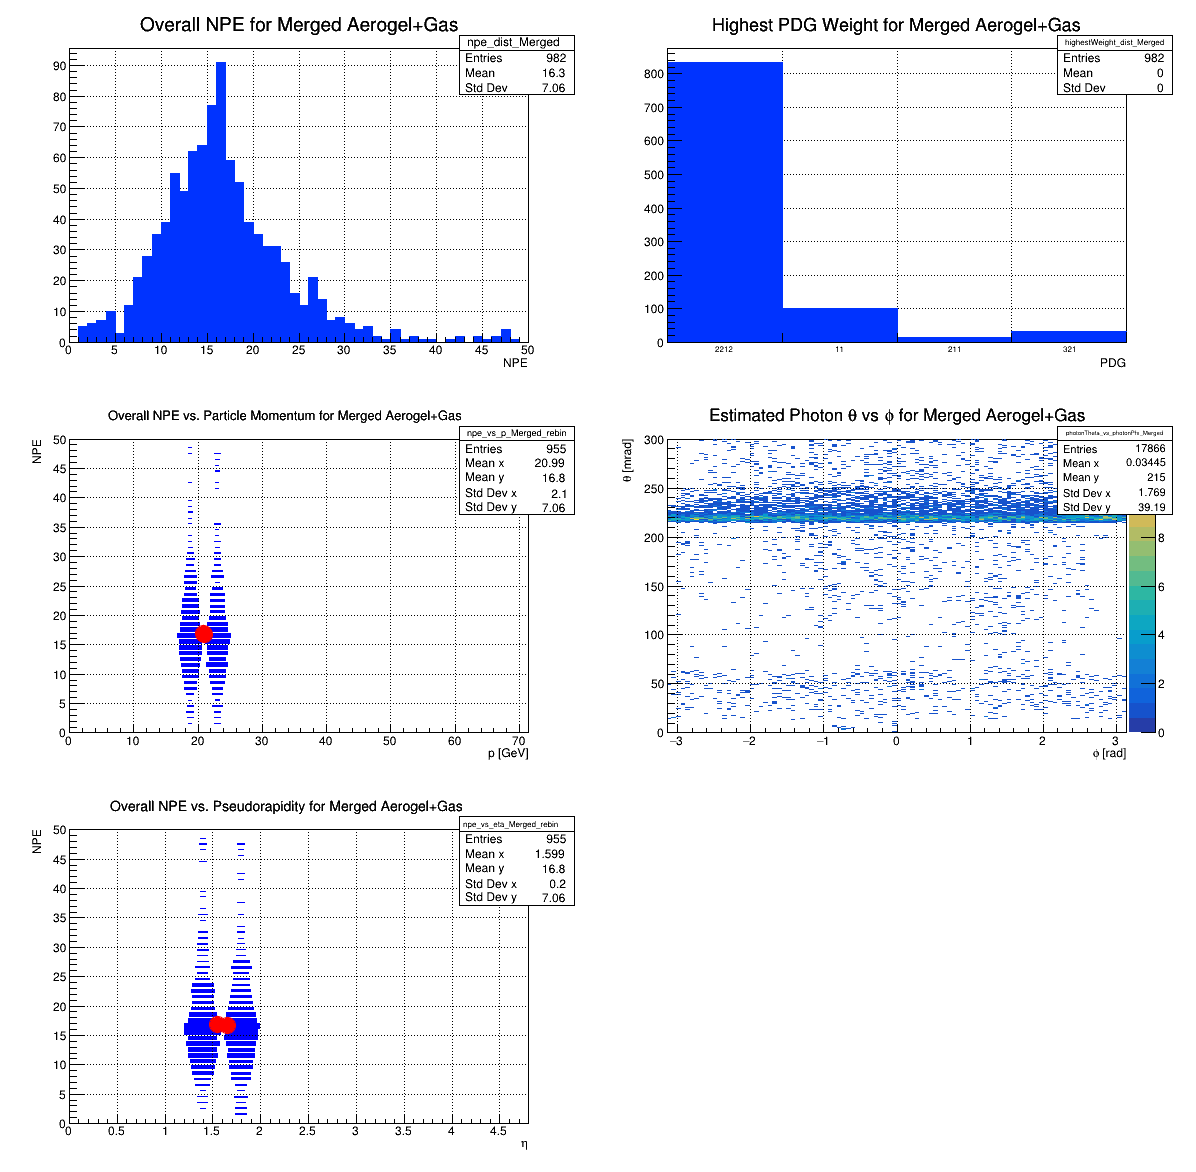 Overall NPE for Merged Aerogel+Gas
npe_dist_Merged
Entries 982
Mean 16.3
Std Dev 7.06
90
80
70
60
50
40
30
20
10
0
0 5 10 15 20 25 30 35 40 45 50
NPE
Highest PDG Weight for Merged Aerogel+Gas
highestWeight_dist_Merged
Entries 982
Mean 0
Std Dev 0
800
700
600
500
400
300
200
100
0
2212 11 211 321
PDG
Overall NPE vs. Particle Momentum for Merged Aerogel+Gas
npe_vs_p_Merged_rebin
Entries 955
Mean x 20.99
Mean y 16.8
Std Dev x 2.1
Std Dev y 7.06
NPE
50
45
40
35
30
25
20
15
10
5
0
0 10 20 30 40 50 60 70
p [GeV]
Estimated Photon θ vs ϕ for Merged Aerogel+Gas
photonTheta_vs_photonPhi_Merged
Entries 17866
Mean x 0.03445
Mean y 215
Std Dev x 1.769
Std Dev y 39.19
θ [mrad]
300
250
200
150
100
50
0
−3 −2 −1 0 1 2 3
ϕ [rad]
8
6
4
2
0
Overall NPE vs. Pseudorapidity for Merged Aerogel+Gas
npe_vs_eta_Merged_rebin
Entries 955
Mean x 1.599
Mean y 16.8
Std Dev x 0.2
Std Dev y 7.06
NPE
50
45
40
35
30
25
20
15
10
5
0
0 0.5 1 1.5 2 2.5 3 3.5 4 4.5
η